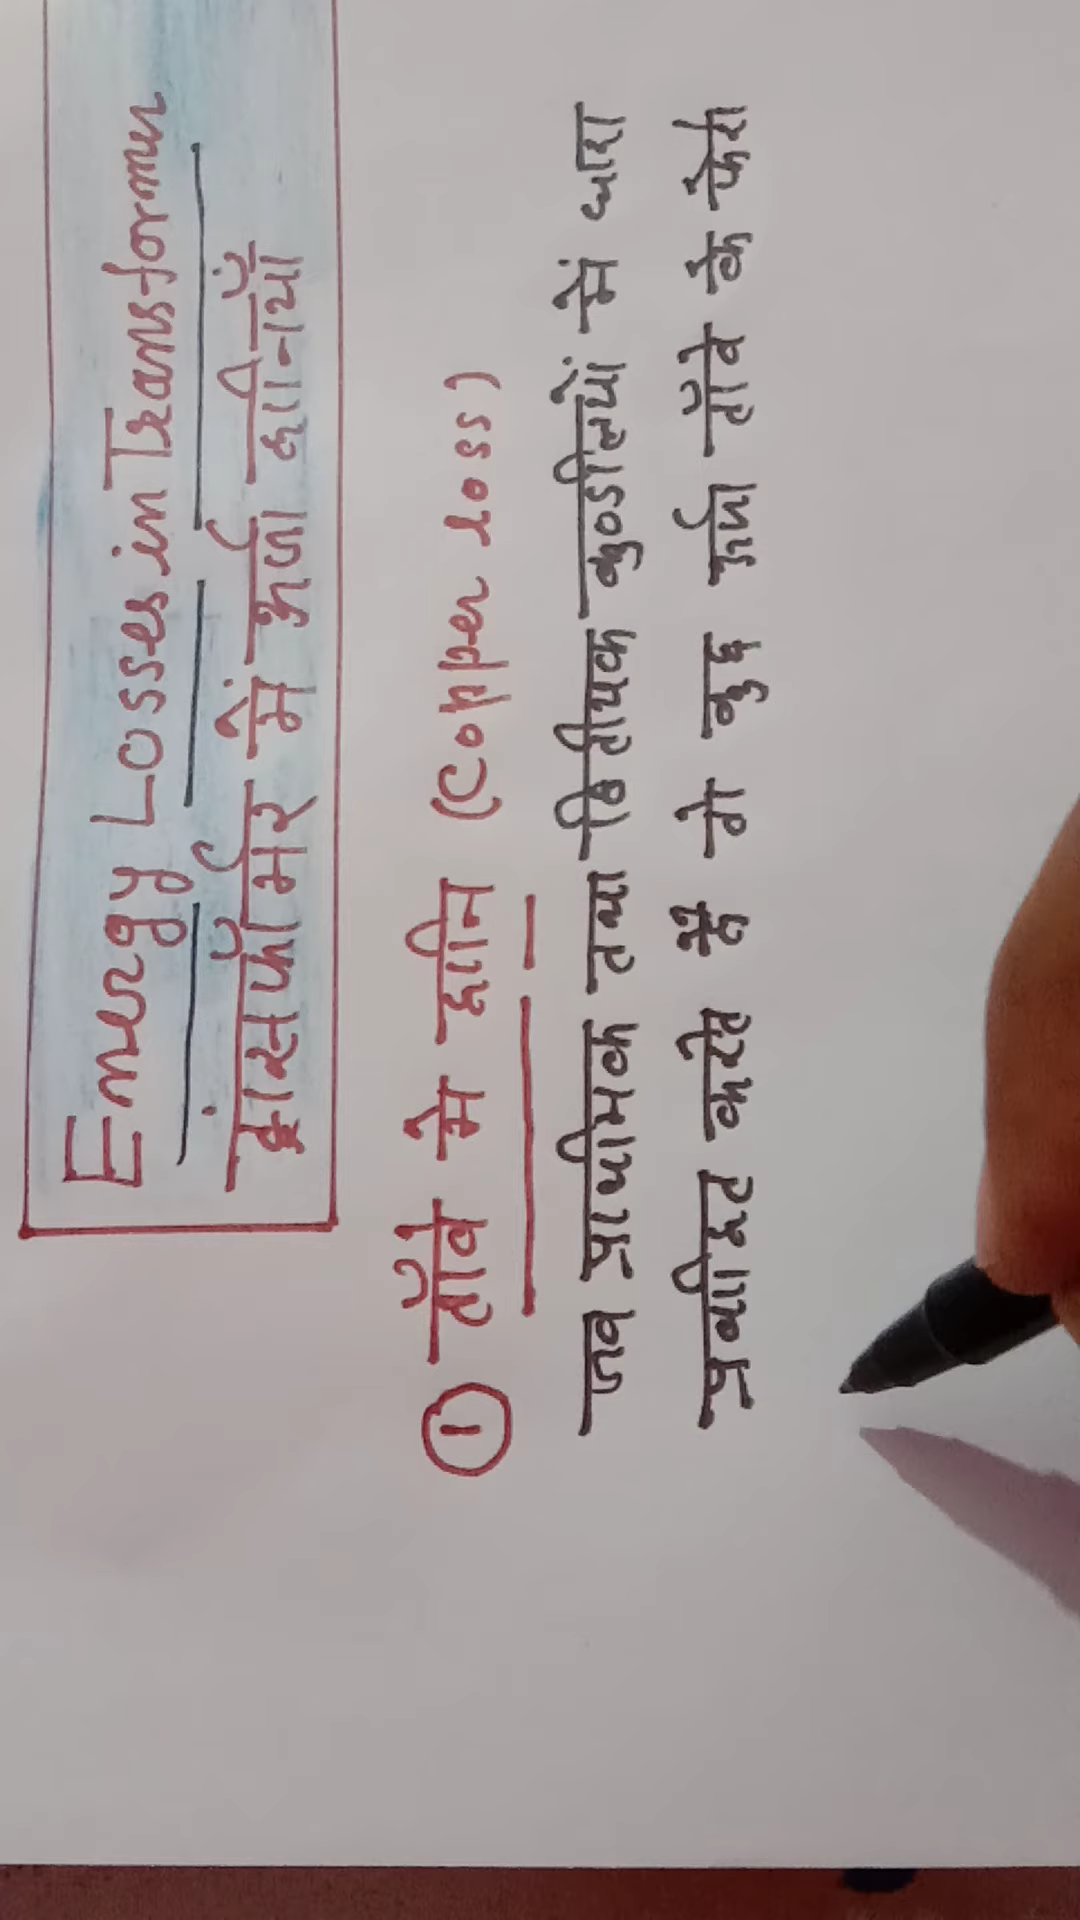 Energy Losses in Transformer
ट्रांसफॉर्मर में ऊर्जा हानियाँ
① ताँबे मे हानि (Copper loss)
जब प्राथमिक तथा द्वितीयक कुण्डलियों में धारा
प्रवाहित करते हैं तो कुछ ऊर्जा ताँबे के फेरो